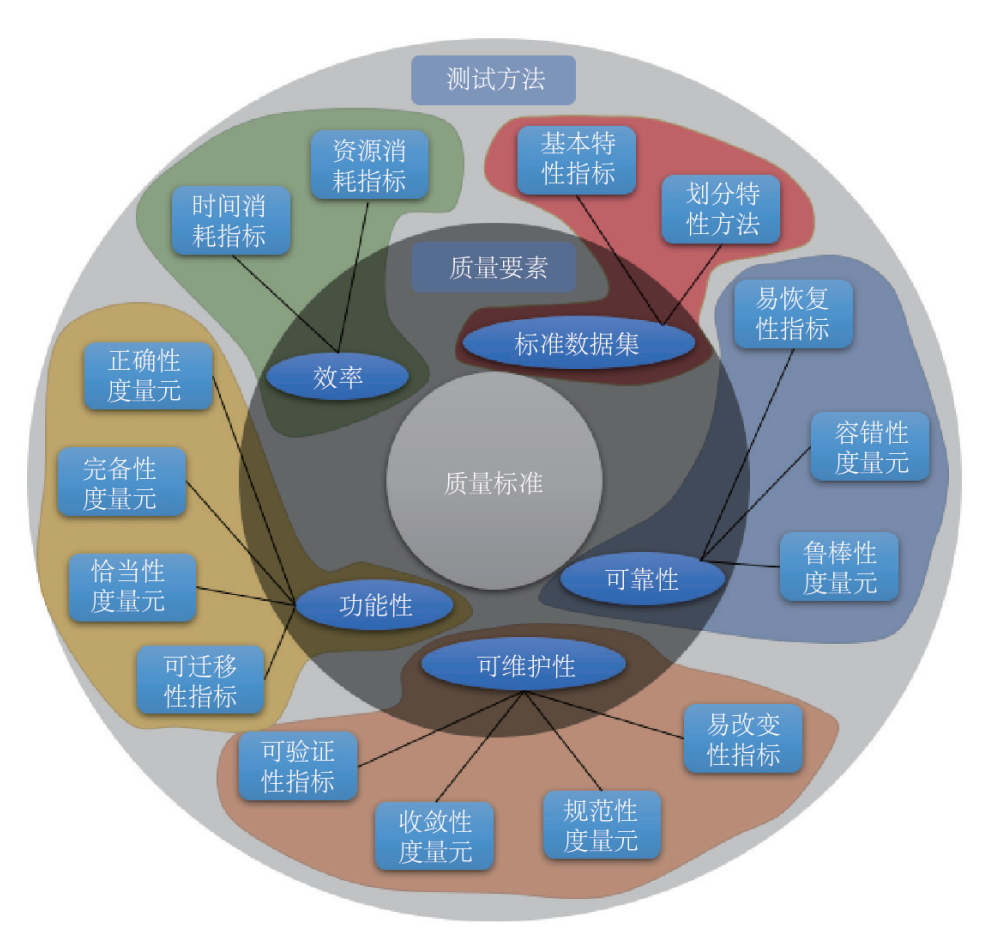 测试方法
资源消
耗指标
时间消
耗指标
基本特
性指标
划分特
性方法
质量要素
易恢复
性指标
标准数据集
效率
正确性
度量元
容错性
度量元
完备性
度量元
质量标准
鲁棒性
度量元
恰当性
度量元
可靠性
功能性
可迁移
性指标
可维护性
易改变
性指标
可验证
性指标
收敛性
度量元
规范性
度量元